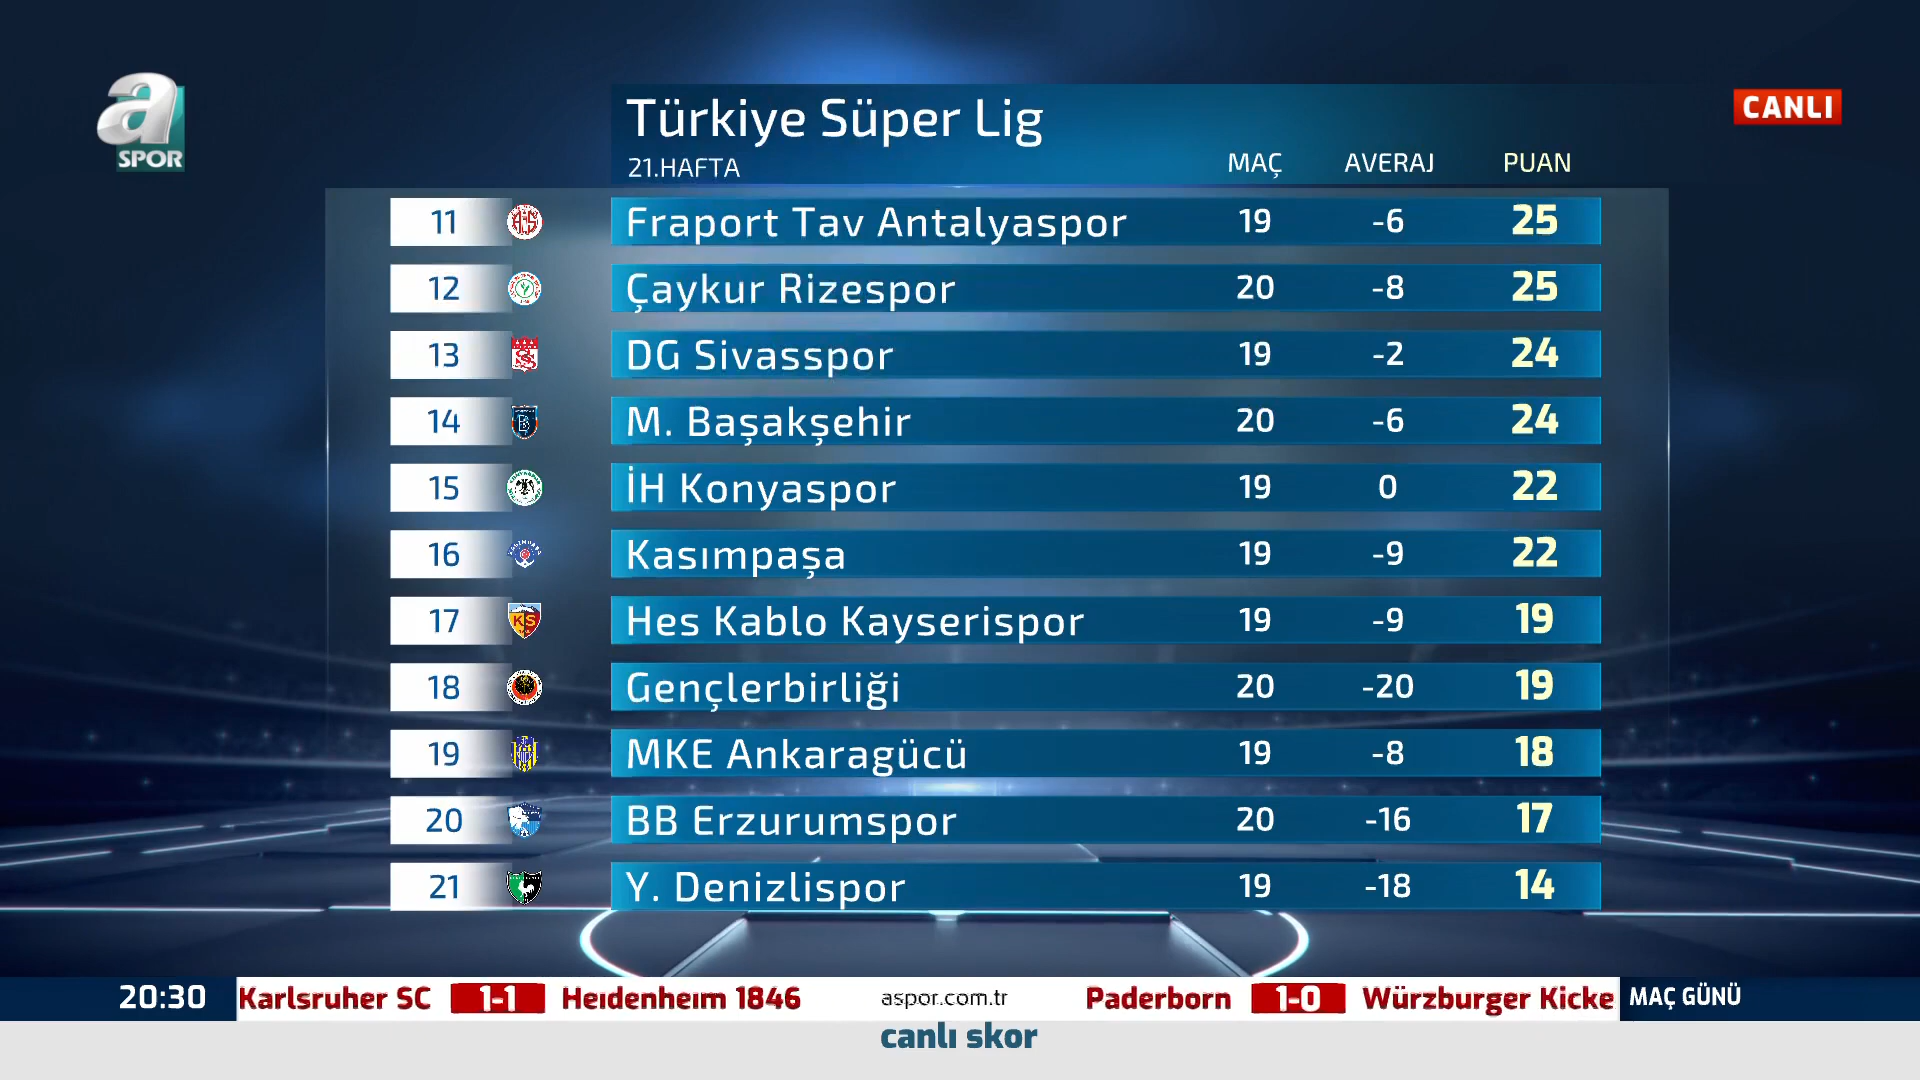 a
SPOR
Türkiye Süper Lig
CANLI
21.HAFTA MAÇ AVERAJ PUAN
11 Fraport Tav Antalyaspor 19 -6 25
12 Çaykur Rizespor 20 -8 25
13 DG Sivasspor 19 -2 24
14 M. Başakşehir 20 -6 24
15 İH Konyaspor 19 0 22
16 Kasımpaşa 19 -9 22
17 Hes Kablo Kayserispor 19 -9 19
18 Gençlerbirliği 20 -20 19
19 MKE Ankaragücü 19 -8 18
20 BB Erzurumspor 20 -16 17
21 Y. Denizlispor 19 -18 14
20:30 Karlsruher SC 1-1 Heidenheim 1846 aspor.com.tr Paderborn 1-0 Würzburger Kicke MAÇ GÜNÜ
canlı skor